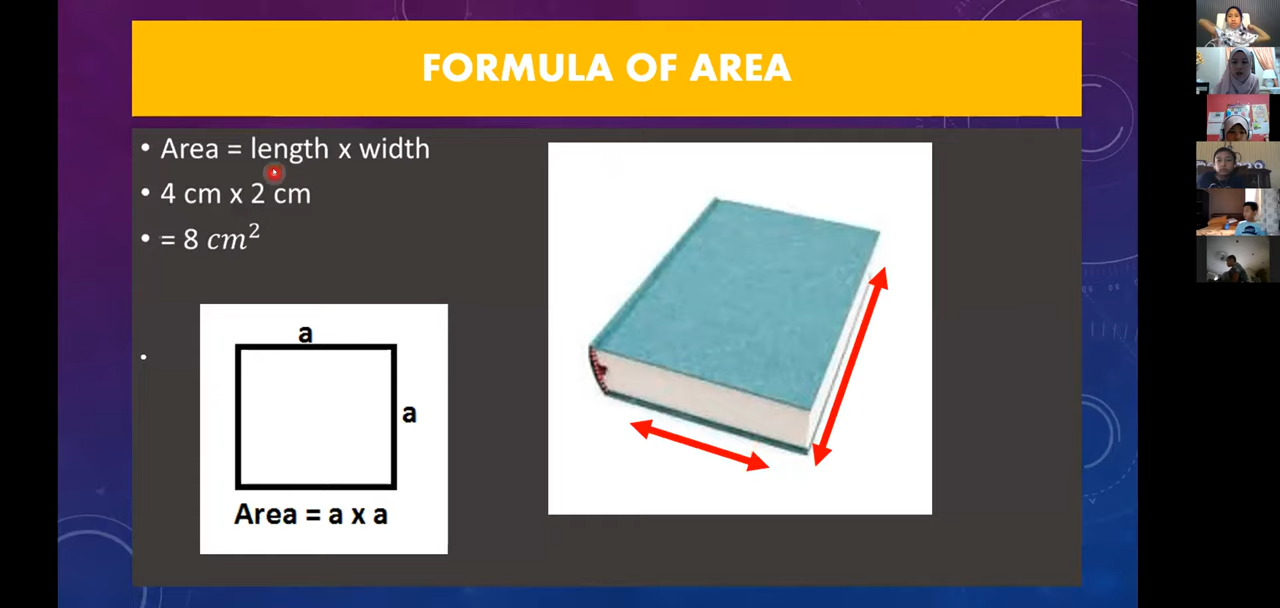 FORMULA OF AREA
• Area = length x width
• 4 cm x 2 cm
• = 8 cm²
a
a
Area = a x a